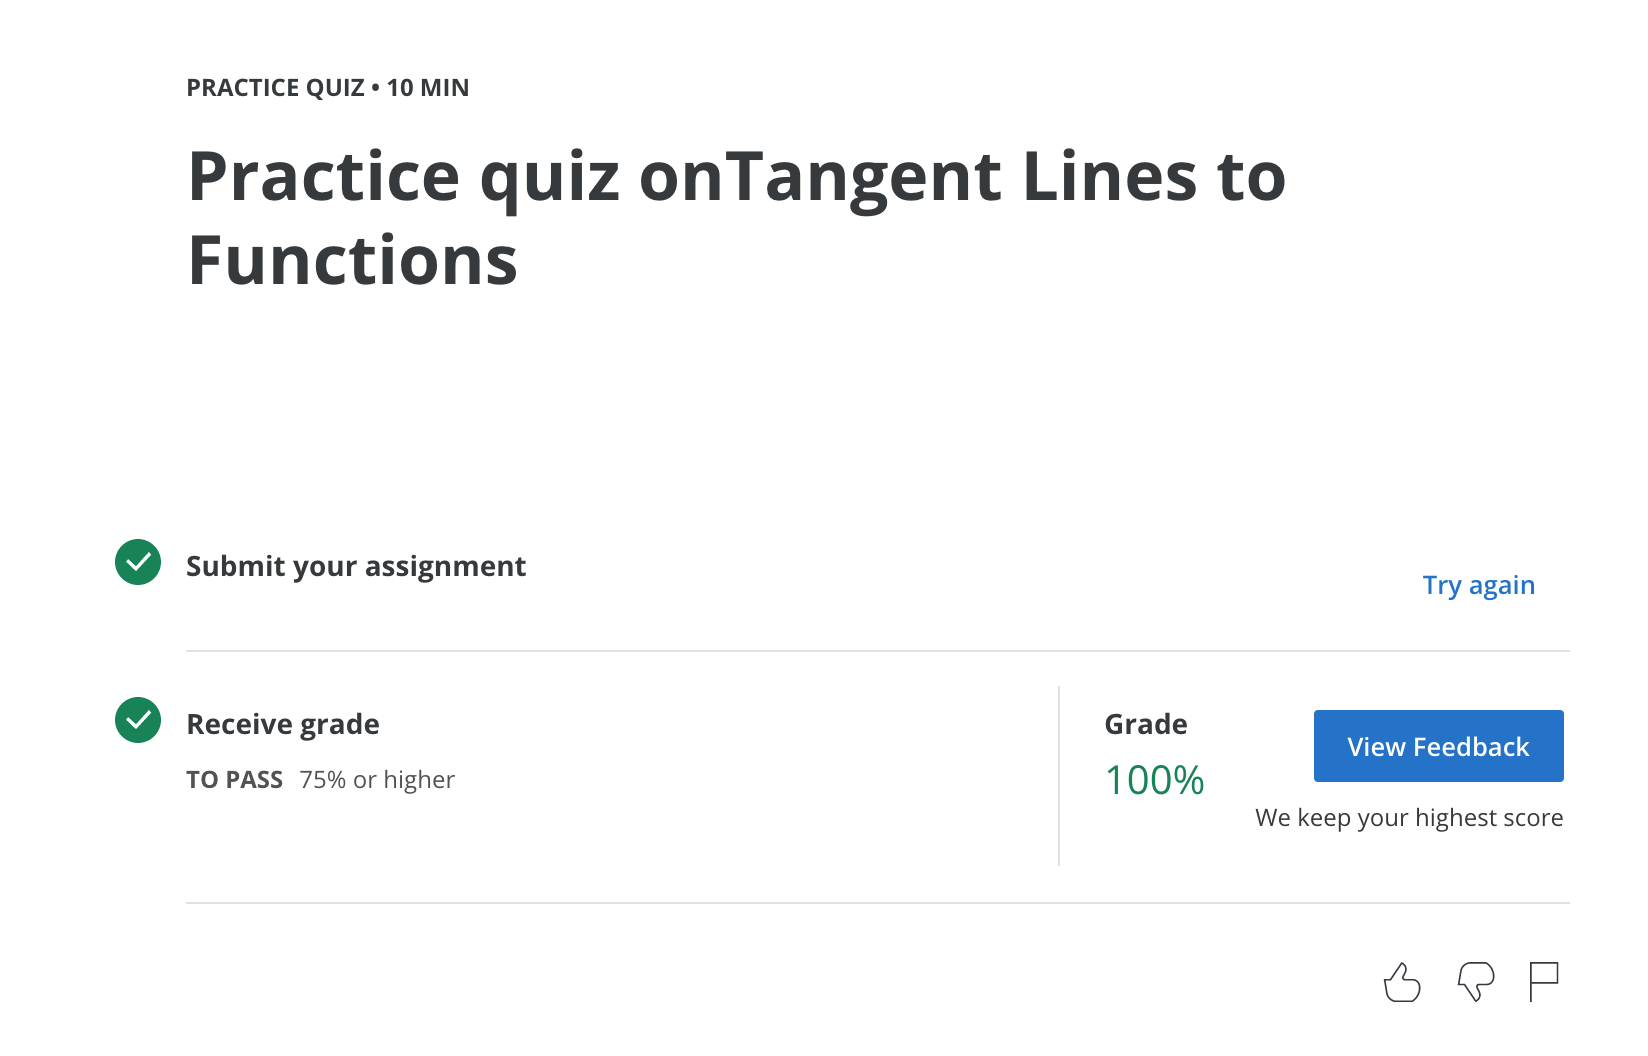 PRACTICE QUIZ • 10 MIN
Practice quiz onTangent Lines to
Functions
Submit your assignment
Try again
Receive grade
TO PASS 75% or higher
Grade
100%
View Feedback
We keep your highest score